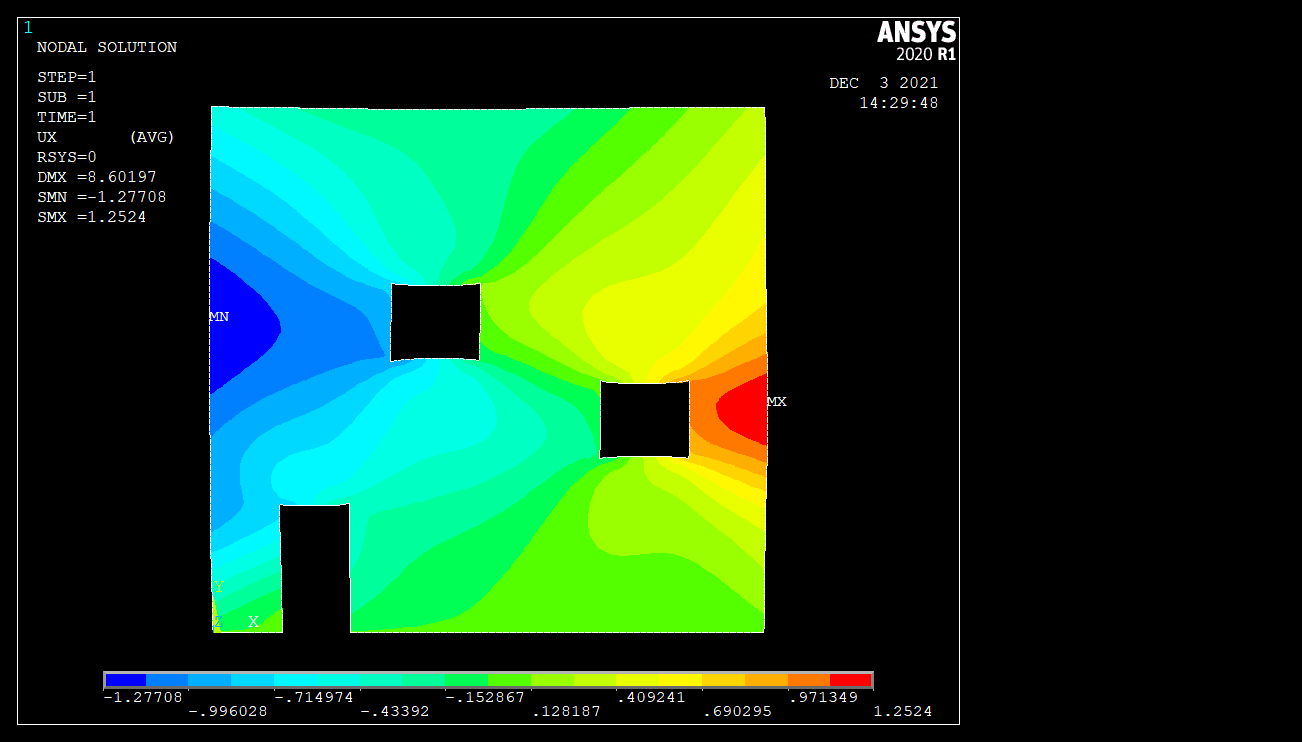 1
ANSYS
2020 R1
NODAL SOLUTION
STEP=1
SUB =1
TIME=1
UX (AVG)
RSYS=0
DMX =8.60197
SMN =-1.27708
SMX =1.2524
DEC 3 2021
14:29:48
MN
MX
Y
Z X
-1.27708 -.714974 -.152867 .409241 .971349
-.996028 -.43392 .128187 .690295 1.2524